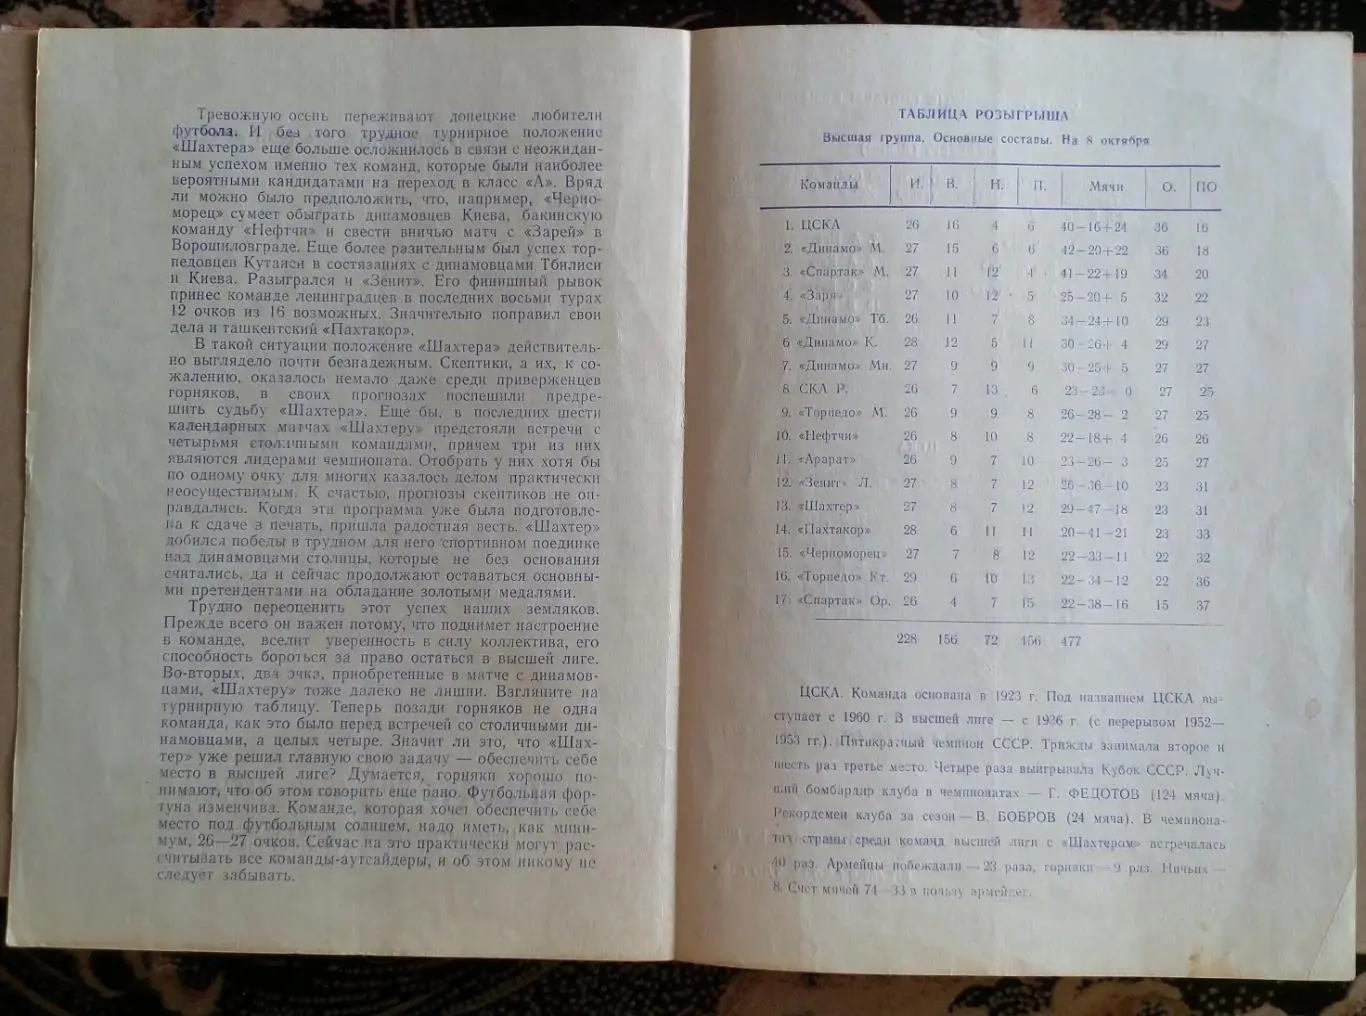 Тревожную осень переживают донецкие любители
футбола. И без того трудное турнирное положение
«Шахтера» еще больше осложнилось в связи с неожидан-
ным успехом именно тех команд, которые были наиболее
вероятными кандидатами на переход в класс «А». Вряд
ли можно было предположить, что, например, «Черно-
морец» сумеет обыграть динамовцев Киева, бакинскую
команду «Нефтчи» и свести вничью матч с «Зарей» в
Ворошиловграде. Еще более разительным был успех тор-
педовцев Кутаиси в состязаниях с динамовцами Тбилиси
и Киева. Разыгрался и «Зенит». Его финишный рывок
принес команде ленинградцев в последних восьми турах
12 очков из 16 возможных. Значительно поправил свои
дела и ташкентский «Пахтакор».
В такой ситуации положение «Шахтера» действитель-
но выглядело почти безнадежным. Скептики, а их, к со-
жалению, оказалось немало даже среди приверженцев
горняков, в своих прогнозах поспешили предре-
шить судьбу «Шахтера». Еще бы, в последних шести
календарных матчах «Шахтеру» предстояли встречи с
четырьмя столичными командами, причем три из них
являются лидерами чемпионата. Отобрать у них хотя бы
по одному очку для многих казалось делом практически
неосуществимым. К счастью, прогнозы скептиков не оп-
равдались. Когда эта программа уже была подготовле-
на к сдаче в печать, пришла радостная весть. «Шахтер»
добился победы в трудном для него спортивном поединке
над динамовцами столицы, которые не без основания
считались, да и сейчас продолжают оставаться основны-
ми претендентами на обладание золотыми медалями.
Трудно переоценить этот успех наших земляков.
Прежде всего он важен потому, что поднимет настроение
в команде, вселит уверенность в силу коллектива, его
способность бороться за право остаться в высшей лиге.
Во-вторых, два очка, приобретенные в матче с динамов-
цами, «Шахтеру» тоже далеко не лишни. Взгляните на
турнирную таблицу. Теперь позади горняков не одна
команда, как это было перед встречей со столичными ди-
намовцами, а целых четыре. Значит ли это, что «Шах-
тер» уже решил главную свою задачу — обеспечить себе
место в высшей лиге? Думается, горняки хорошо по-
нимают, что об этом говорить еще рано. Футбольная фор-
туна изменчива. Команде, которая хочет обеспечить себе
место под футбольным солнцем, надо иметь, как мини-
мум, 26—27 очков. Сейчас на это практически могут рас-
считывать все команды-аутсайдеры, и об этом никому не
следует забывать.
ТАБЛИЦА РОЗЫГРЫША
Высшая группа. Основные составы. На 8 октября
Команды И. В. Н. П. Мячи О. ПО
1. ЦСКА 26 16 4 6 40—16+24 36 16
2. «Динамо» М. 27 15 6 6 42—20+22 36 18
3. «Спартак» М. 27 11 12 4 41—22+19 34 20
4. «Заря» 27 10 12 5 25—20+ 5 32 22
5. «Динамо» Тб. 26 11 7 8 34—24+10 29 23
6 «Динамо» К. 28 12 5 11 30—26+ 4 29 27
7. «Динамо» Мн. 27 9 9 9 30—25+ 5 27 27
8. СКА Р. 26 7 13 6 23—23— 0 27 25
9. «Торпедо» М. 26 9 9 8 26—28— 2 27 25
10. «Нефтчи» 26 8 10 8 22—18+ 4 26 26
11. «Арарат» 26 9 7 10 23—26— 3 25 27
12. «Зенит» Л. 27 8 7 12 26—36—10 23 31
13. «Шахтер» 27 8 7 12 29—47—18 23 31
14. «Пахтакор» 28 6 11 11 20—41—21 23 33
15. «Черноморец» 27 7 8 12 22—33—11 22 32
16. «Торпедо» Кт. 29 6 10 13 22—34—12 22 36
17. «Спартак» Ор. 26 4 7 15 22—38—16 15 37
228 156 72 156 477
ЦСКА. Команда основана в 1923 г. Под названием ЦСКА вы-
ступает с 1960 г. В высшей лиге — с 1936 г. (с перерывом 1952—
1953 гг.). Пятикратный чемпион СССР. Трижды занимала второе и
шесть раз третье место. Четыре раза выигрывала Кубок СССР. Луч-
ший бомбардир клуба в чемпионатах — Г. ФЕДОТОВ (124 мяча).
Рекордсмен клуба за сезон — В. БОБРОВ (24 мяча). В чемпиона-
тах страны среди команд высшей лиги с «Шахтером» встречалась
40 раз. Армейцы побеждали — 23 раза, горняки — 9 раз. Ничьих —
8. Счет мячей 74—33 в пользу армейцев.